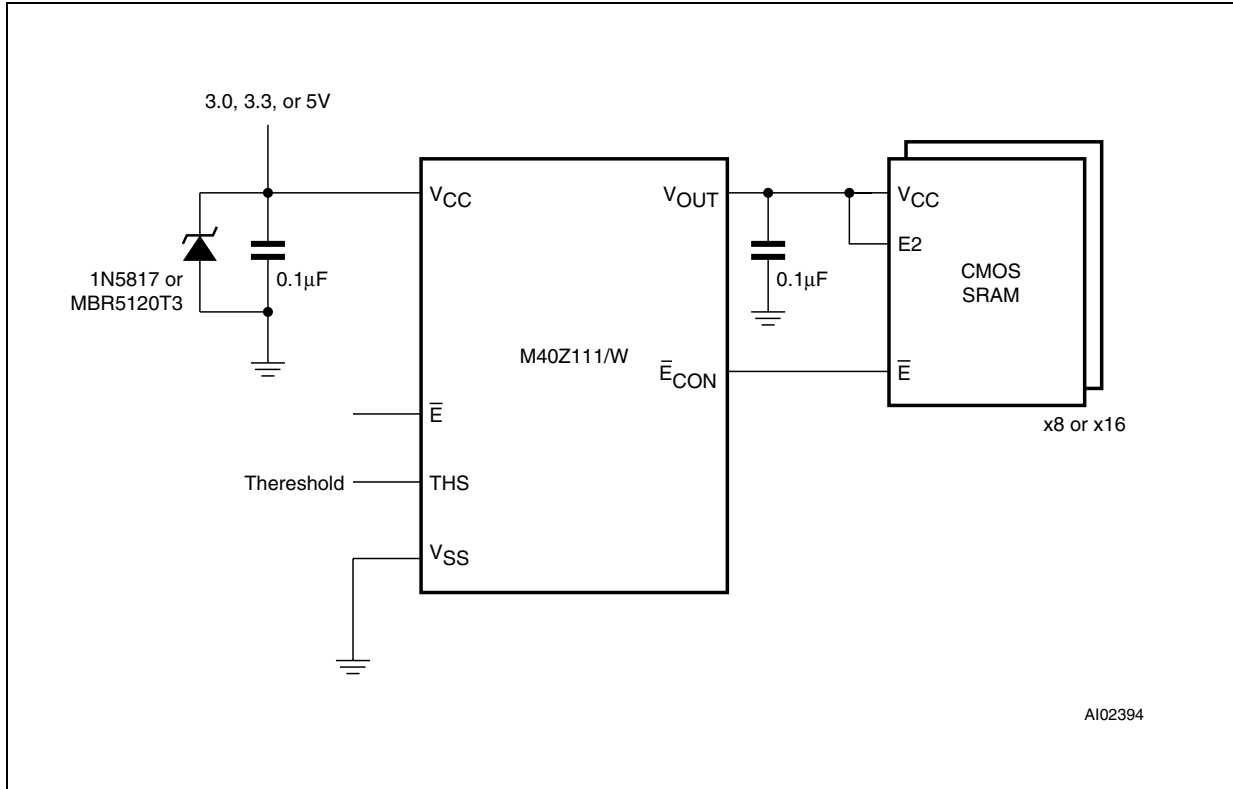 3.0, 3.3, or 5V
VCC
VOUT
VCC
E2
1N5817 or
MBR5120T3
0.1μF
0.1μF
CMOS
SRAM
M40Z111/W
E̅CON
E̅
E̅
x8 or x16
Thereshold
THS
VSS
AI02394